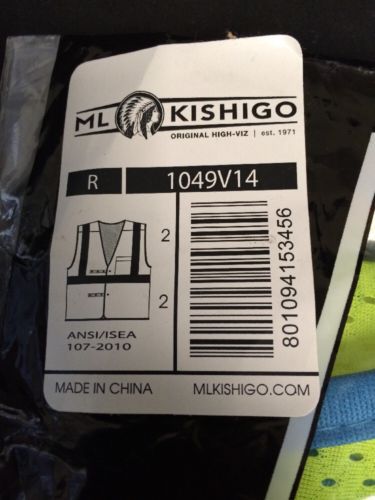 ML KISHIGO
ORIGINAL HIGH-VIZ | est. 1971
R 1049V14
2
2
ANSI/ISEA
107-2010
801094153456
MADE IN CHINA
MLKISHIGO.COM